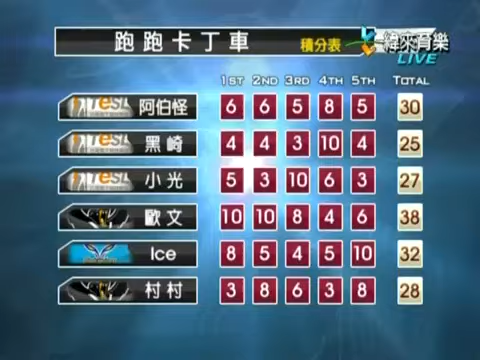 跑跑卡丁車 積分表 緯來育樂
LIVE
1ST 2ND 3RD 4TH 5TH TOTAL
TeSL 阿伯怪 6 6 5 8 5 30
TeSL 黑崎 4 4 3 10 4 25
TeSL 小光 5 3 10 6 3 27
歐文 10 10 8 4 6 38
Ice 8 5 4 5 10 32
村村 3 8 6 3 8 28